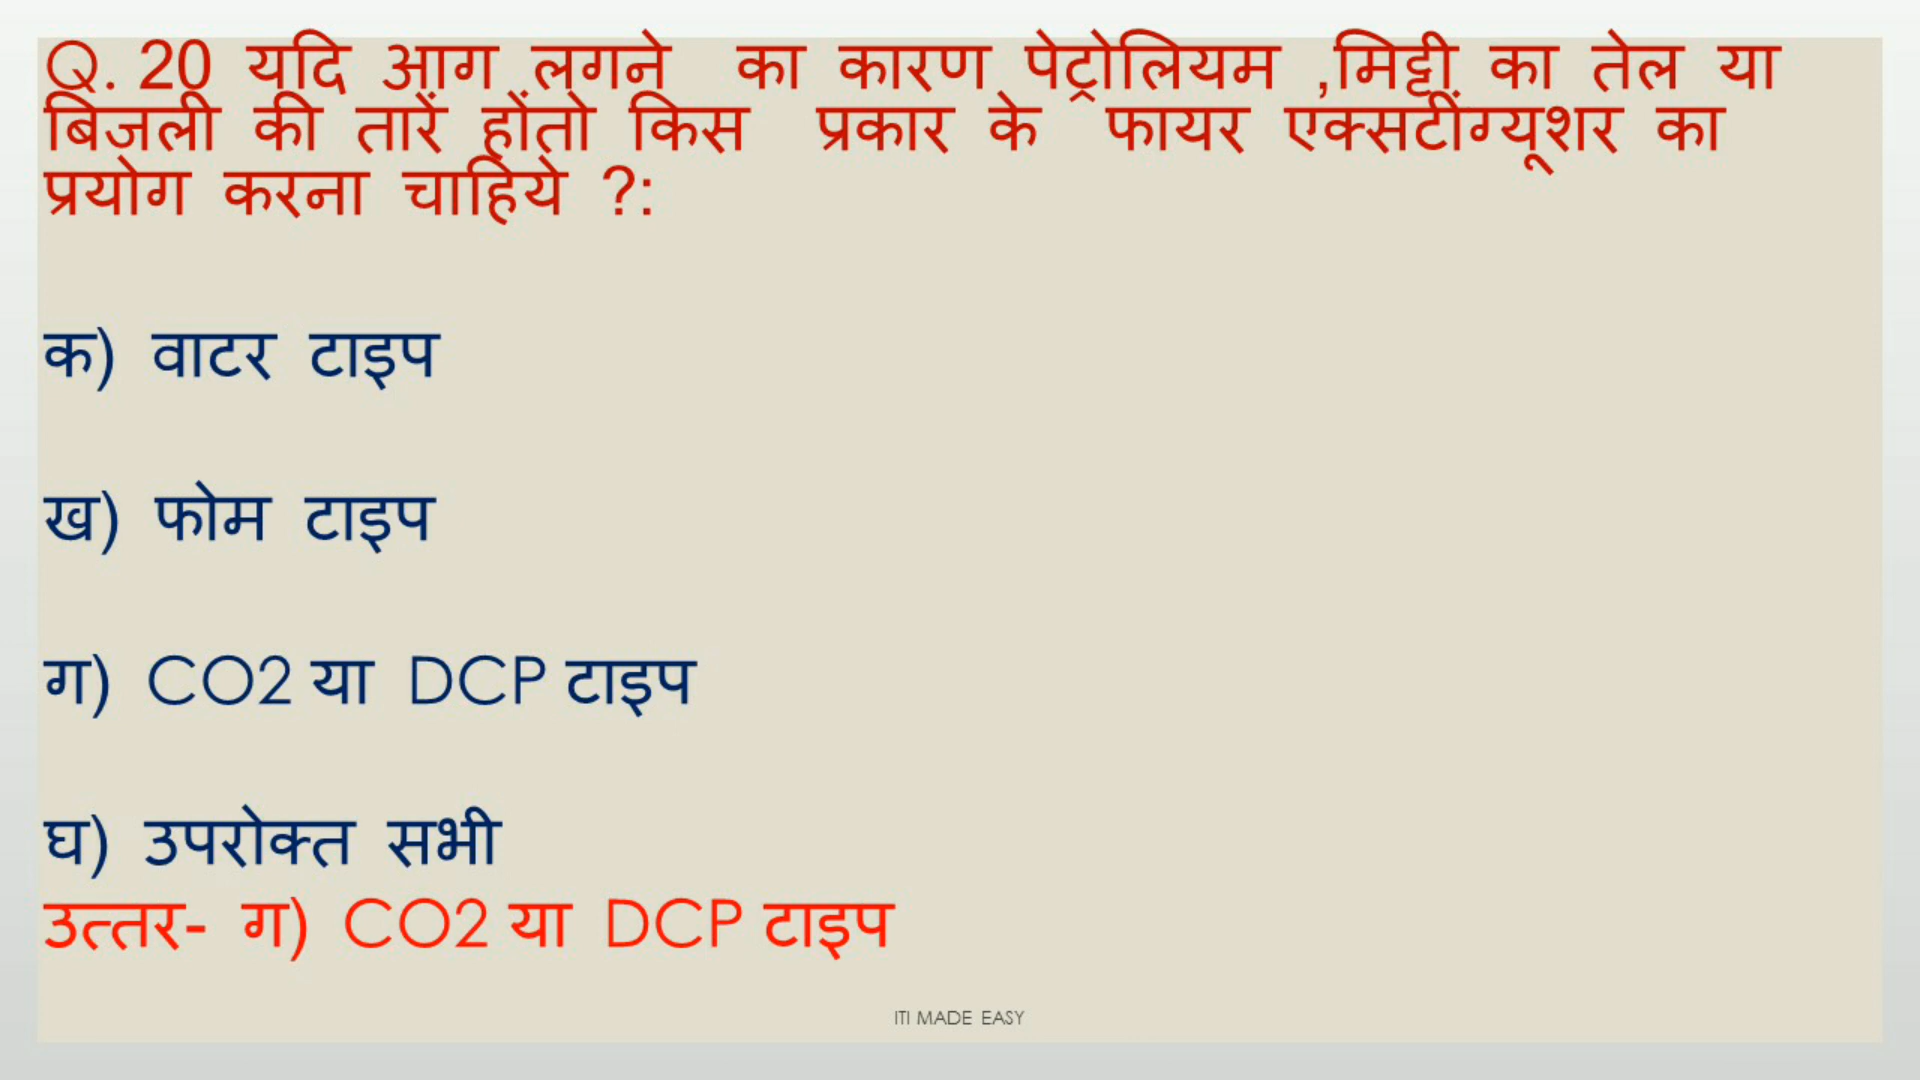 Q. 20 यदि आग लगने का कारण पेट्रोलियम ,मिट्टी का तेल या
बिजली की तारें होंतो किस प्रकार के फायर एक्सटींग्यूशर का
प्रयोग करना चाहिये ?:
क) वाटर टाइप
ख) फोम टाइप
ग) CO2 या DCP टाइप
घ) उपरोक्त सभी
उत्तर- ग) CO2 या DCP टाइप
ITI MADE EASY